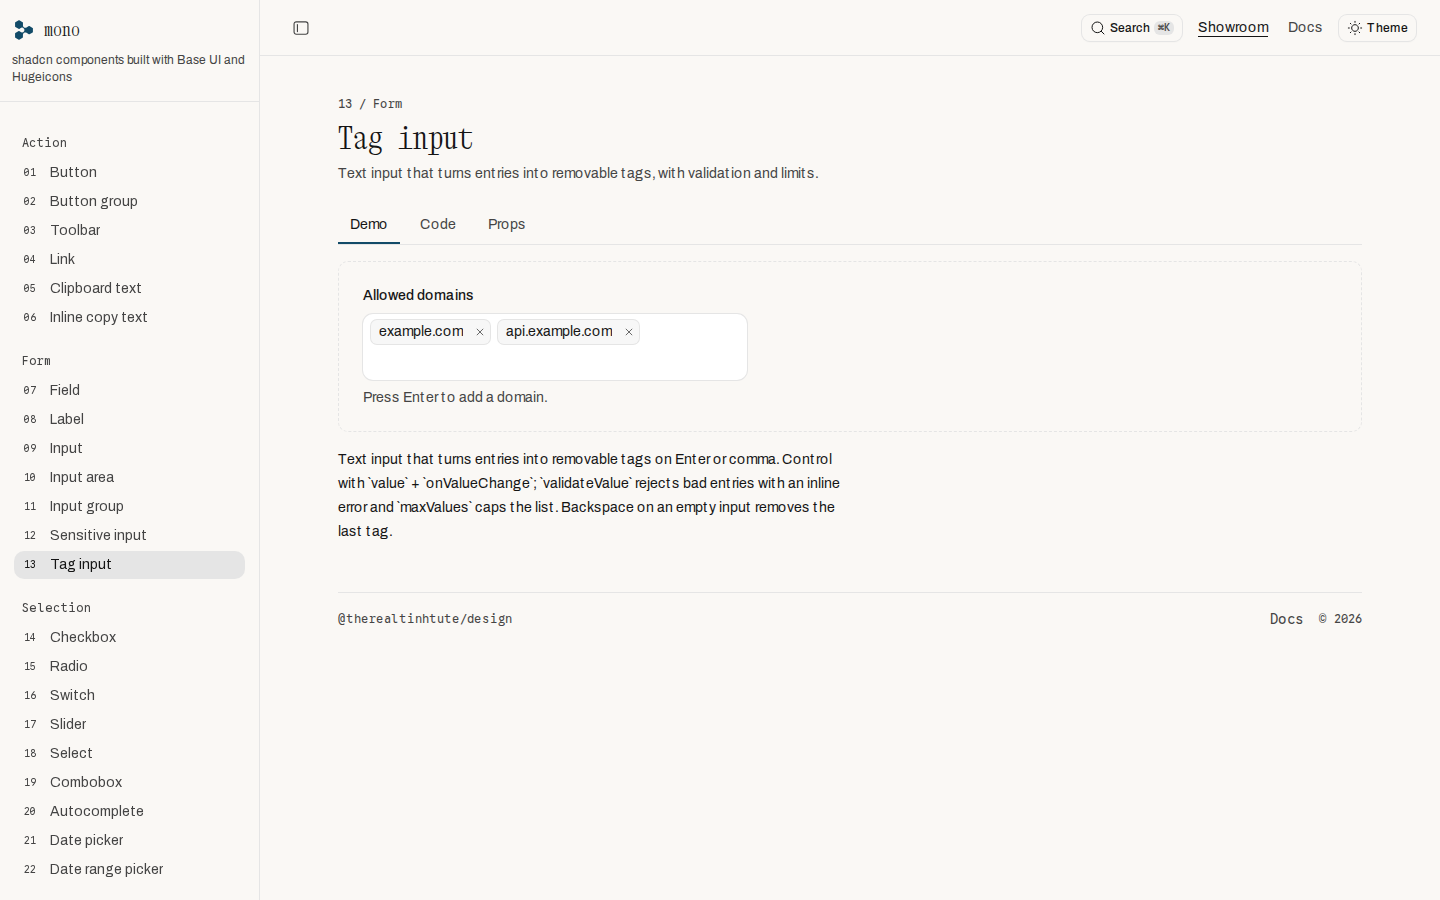 mono
shadcn components built with Base UI and
Hugeicons
Action
01 Button
02 Button group
03 Toolbar
04 Link
05 Clipboard text
06 Inline copy text
Form
07 Field
08 Label
09 Input
10 Input area
11 Input group
12 Sensitive input
13 Tag input
Selection
14 Checkbox
15 Radio
16 Switch
17 Slider
18 Select
19 Combobox
20 Autocomplete
21 Date picker
22 Date range picker
Search ⌘K Showroom Docs Theme
13 / Form
Tag input
Text input that turns entries into removable tags, with validation and limits.
Demo Code Props
Allowed domains
example.com api.example.com
Press Enter to add a domain.
Text input that turns entries into removable tags on Enter or comma. Control
with `value` + `onValueChange`; `validateValue` rejects bad entries with an inline
error and `maxValues` caps the list. Backspace on an empty input removes the
last tag.
@therealtinhtute/design Docs © 2026